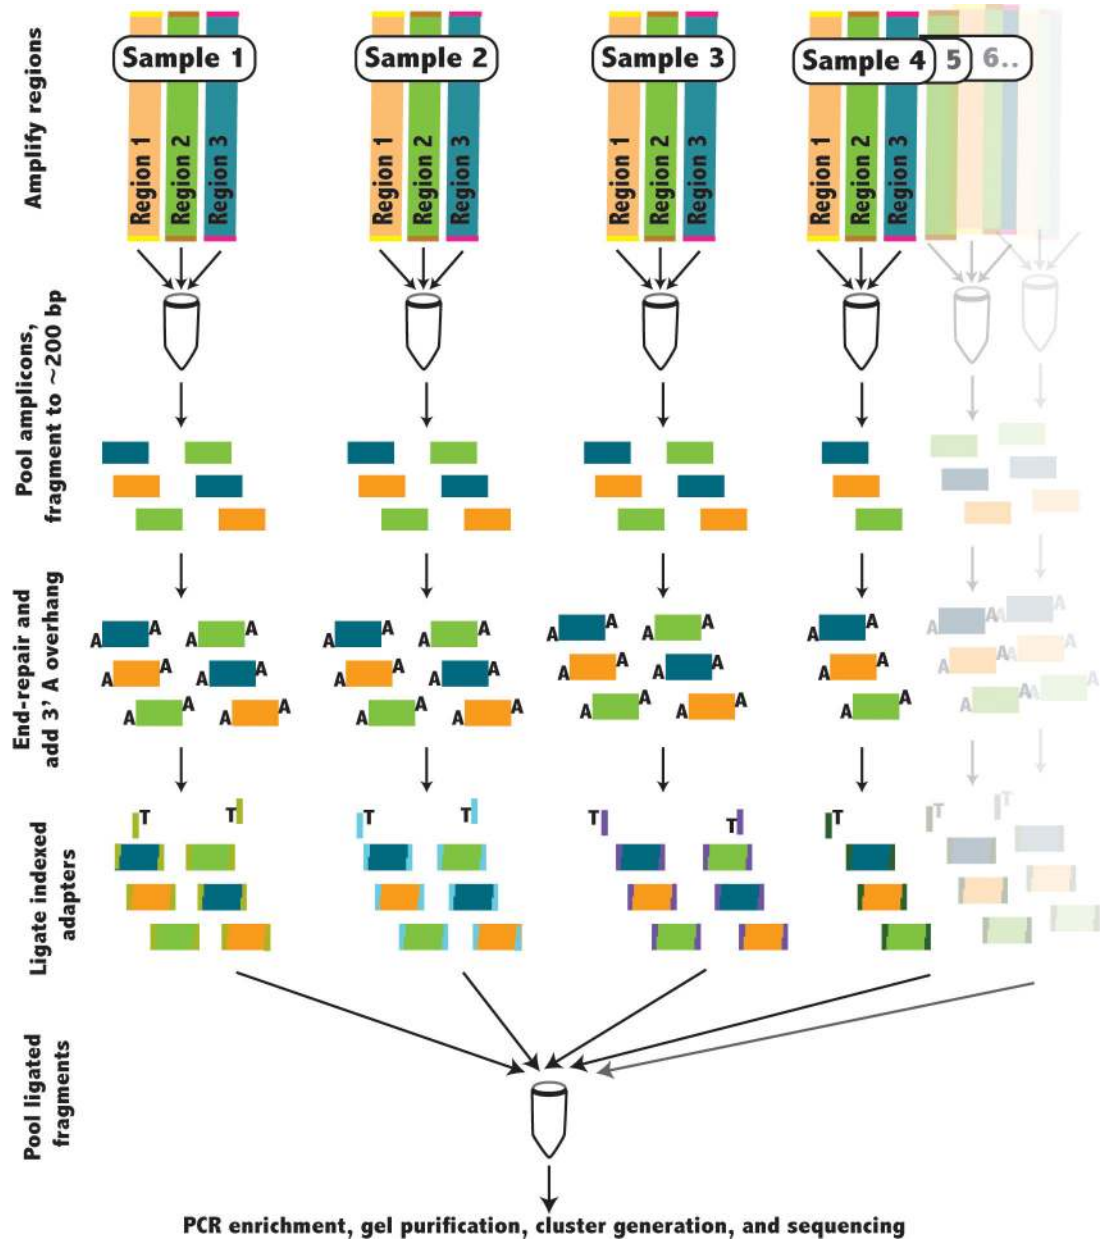 Amplify regions
Sample 1
Sample 2
Sample 3
Sample 4
5
6..
Region 1
Region 2
Region 3
Region 1
Region 2
Region 3
Region 1
Region 2
Region 3
Region 1
Region 2
Region 3
Pool amplicons,
fragment to ~200 bp
End-repair and
add 3' A overhang
A A A A
A A A A
A A A A
A A A A
A A A A
A A A A
A A A A
A A A A
A A A A
A A
A A
A A
A A A
A A A
A A A
Ligate indexed
adapters
T T
T T
T T
T
T T
Pool ligated
fragments
PCR enrichment, gel purification, cluster generation, and sequencing